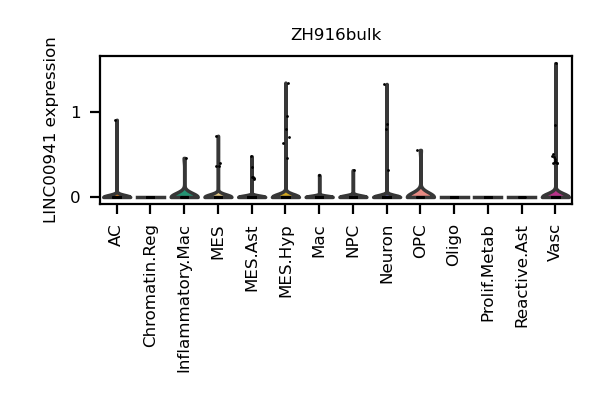 ZH916bulk
LINC00941 expression
1
0
AC
Chromatin.Reg
Inflammatory.Mac
MES
MES.Ast
MES.Hyp
Mac
NPC
Neuron
OPC
Oligo
Prolif.Metab
Reactive.Ast
Vasc